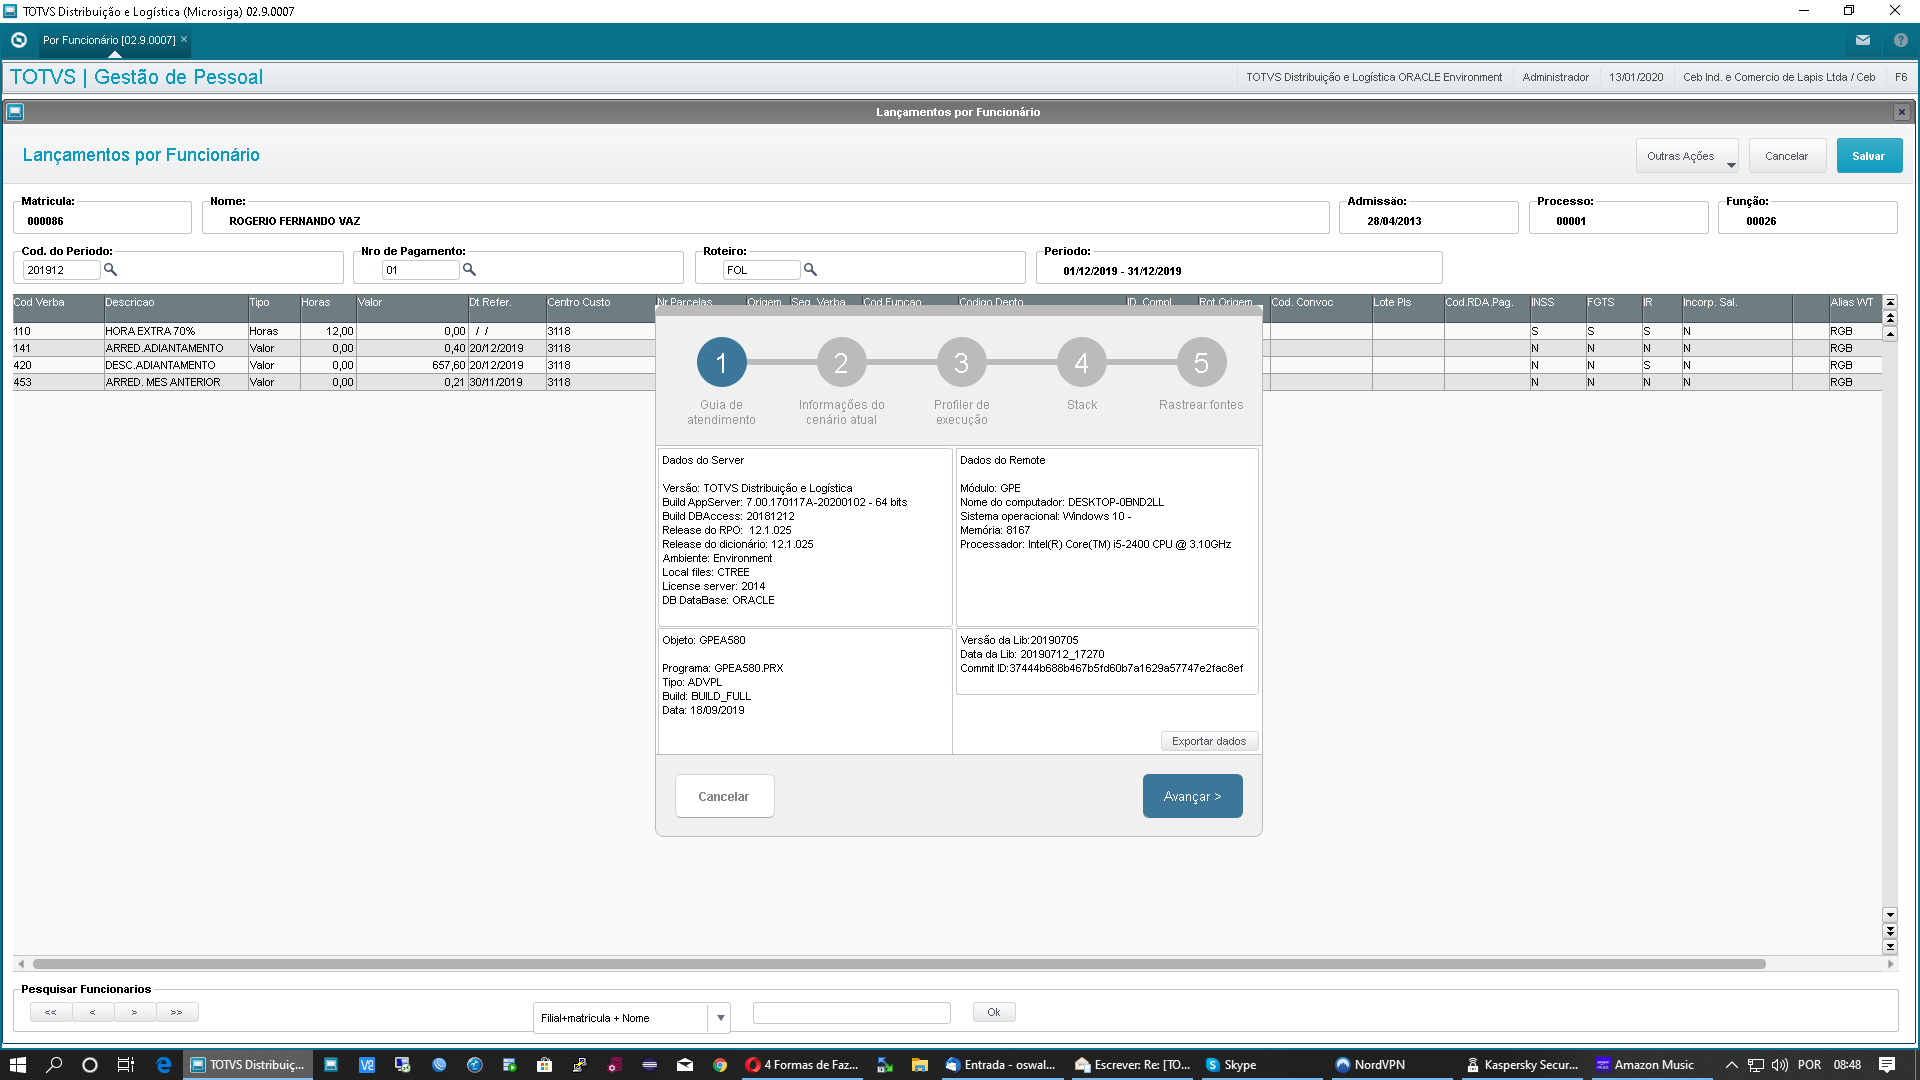 TOTVS Distribuição e Logística (Microsiga) 02.9.0007
Por Funcionário [02.9.0007] ×
TOTVS | Gestão de Pessoal
TOTVS Distribuição e Logística ORACLE Environment
Administrador
13/01/2020
Ceb Ind. e Comercio de Lapis Ltda / Ceb
F6
Lançamentos por Funcionário
Lançamentos por Funcionário
Outras Ações
Cancelar
Salvar
Matricula:
000086
Nome:
ROGERIO FERNANDO VAZ
Admissão:
28/04/2013
Processo:
00001
Função:
00026
Cod. do Periodo:
201912
Nro de Pagamento:
01
Roteiro:
FOL
Periodo:
01/12/2019 - 31/12/2019
Cod Verba Descricao Tipo Horas Valor Dt Refer. Centro Custo Nr.Parcelas Origem Seq. Verba Cod Funcao Codigo Depto ID. Compl. Rot Origem Cod. Convoc Lote Pls Cod.RDA.Pag. INSS FGTS IR Incorp. Sal. Alias WT
110 HORA EXTRA 70% Horas 12,00 0,00 / / 3118 S S S N RGB
141 ARRED.ADIANTAMENTO Valor 0,00 0,40 20/12/2019 3118 N N N N RGB
420 DESC.ADIANTAMENTO Valor 0,00 657,60 20/12/2019 3118 N N S N RGB
453 ARRED. MES ANTERIOR Valor 0,00 0,21 30/11/2019 3118 N N N N RGB
1 2 3 4 5
Guia de atendimento
Informações do cenário atual
Profiler de execução
Stack
Rastrear fontes
Dados do Server
Versão: TOTVS Distribuição e Logística
Build AppServer: 7.00.170117A-20200102 - 64 bits
Build DBAccess: 20181212
Release do RPO: 12.1.025
Release do dicionário: 12.1.025
Ambiente: Environment
Local files: CTREE
License server: 2014
DB DataBase: ORACLE
Dados do Remote
Módulo: GPE
Nome do computador: DESKTOP-0BND2LL
Sistema operacional: Windows 10 -
Memória: 8167
Processador: Intel(R) Core(TM) i5-2400 CPU @ 3.10GHz
Objeto: GPEA580
Programa: GPEA580.PRX
Tipo: ADVPL
Build: BUILD_FULL
Data: 18/09/2019
Versão da Lib:20190705
Data da Lib: 20190712_17270
Commit ID:37444b688b467b5fd60b7a1629a57747e2fac8ef
Exportar dados
Cancelar
Avançar >
Pesquisar Funcionarios
<< < > >>
Filial+matricula + Nome
Ok
TOTVS Distribuiç...
4 Formas de Faz...
Entrada - oswal...
Escrever: Re: [TO...
Skype
NordVPN
Kaspersky Secur...
Amazon Music
POR
08:48